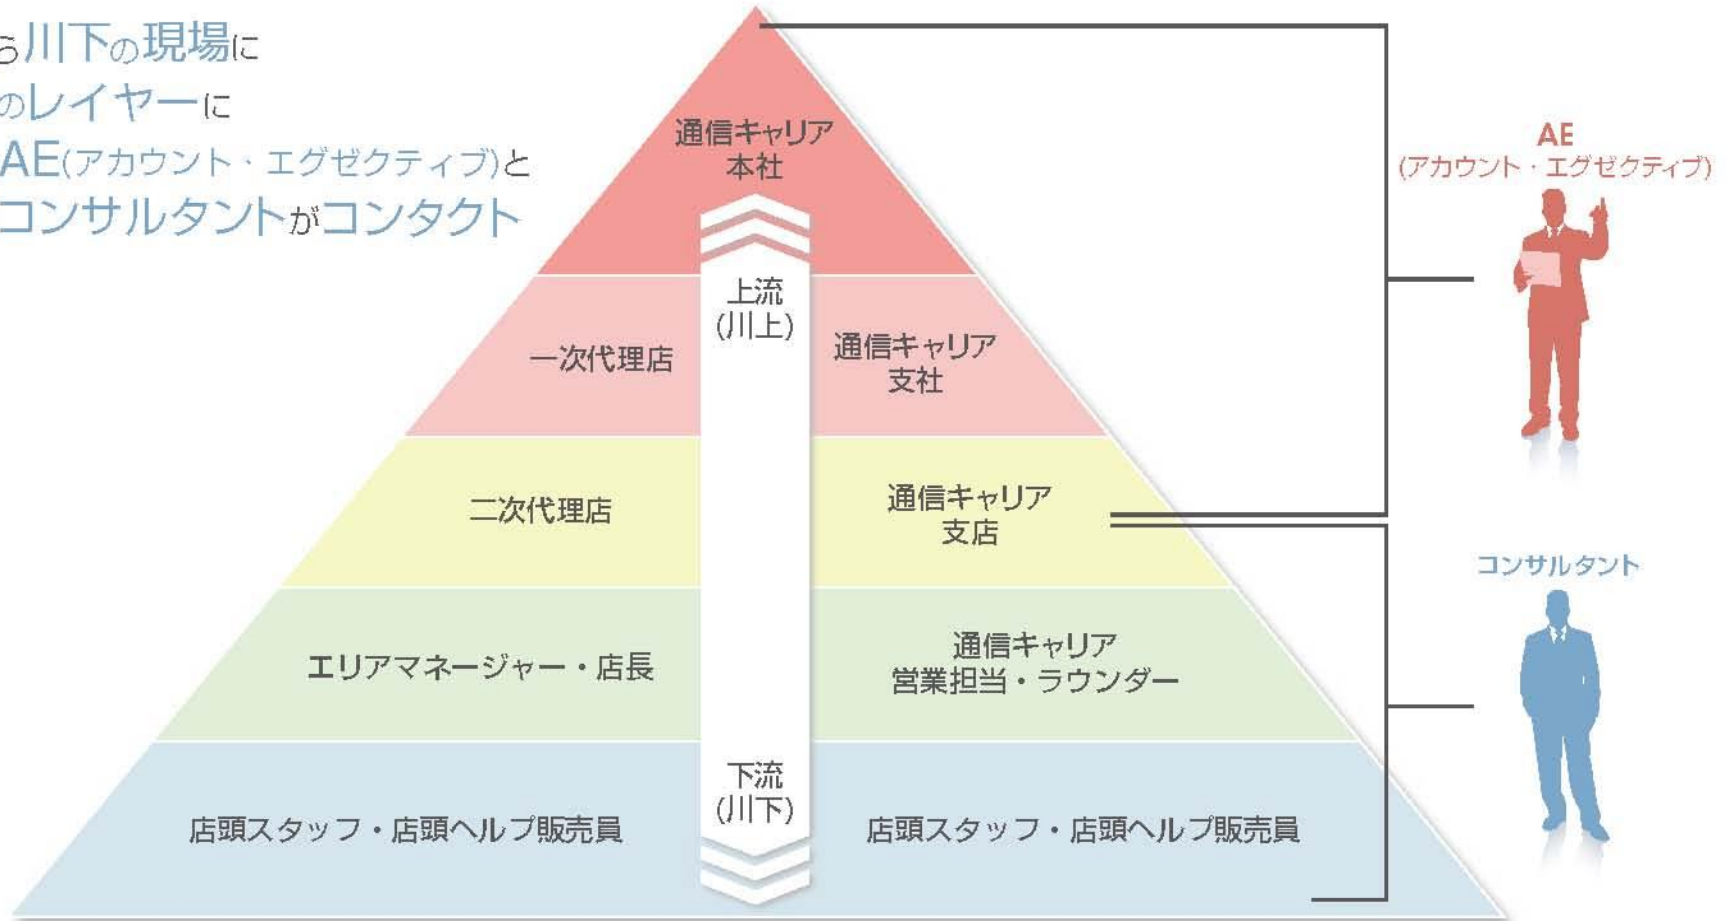 ら川下の現場に
のレイヤーに
AE(アカウント・エグゼクティブ)と
コンサルタントがコンタクト
通信キャリア
本社
上流
(川上)
一次代理店
通信キャリア
支社
二次代理店
通信キャリア
支店
エリアマネージャー・店長
通信キャリア
営業担当・ラウンダー
下流
(川下)
店頭スタッフ・店頭ヘルプ販売員
店頭スタッフ・店頭ヘルプ販売員
AE
(アカウント・エグゼクティブ)
コンサルタント